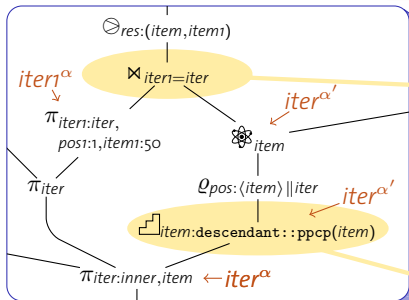 res:(item,item1)
iter1^α
⋈ iter1=iter
iter^α′
π iter1:iter,
pos1:1,item1:50
item
π iter
ϱ pos:⟨item⟩∥iter
iter^α′
item:descendant::ppcp(item)
π iter:inner,item
←iter^α